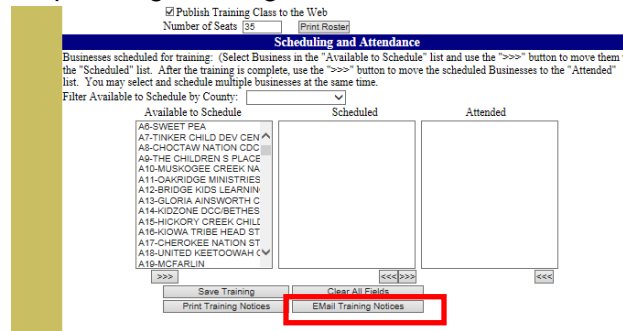 Publish Training Class to the Web
Number of Seats 35 Print Roster
Scheduling and Attendance
Businesses scheduled for training: (Select Business in the "Available to Schedule" list and use the ">>>" button to move them
the "Scheduled" list. After the training is complete, use the ">>>" button to move the scheduled Businesses to the "Attended"
list. You may select and schedule multiple businesses at the same time.
Filter Available to Schedule by County:
Available to Schedule Scheduled Attended
A6-SWEET PEA
A7-TINKER CHILD DEV CEN
A8-CHOCTAW NATION CDC
A9-THE CHILDREN S PLACE
A10-MUSKOGEE CREEK NA
A11-OAKRIDGE MINISTRIES
A12-BRIDGE KIDS LEARNIN
A13-GLORIA AINSWORTH C
A14-KIDZONE DCC/BETHES
A15-HICKORY CREEK CHIL
A16-KIOWA TRIBE HEAD ST
A17-CHEROKEE NATION ST
A18-UNITED KEETOOWAH C
A19-MCFARLIN
>>> <<< >>> <<<
Save Training Clear All Fields
Print Training Notices EMail Training Notices